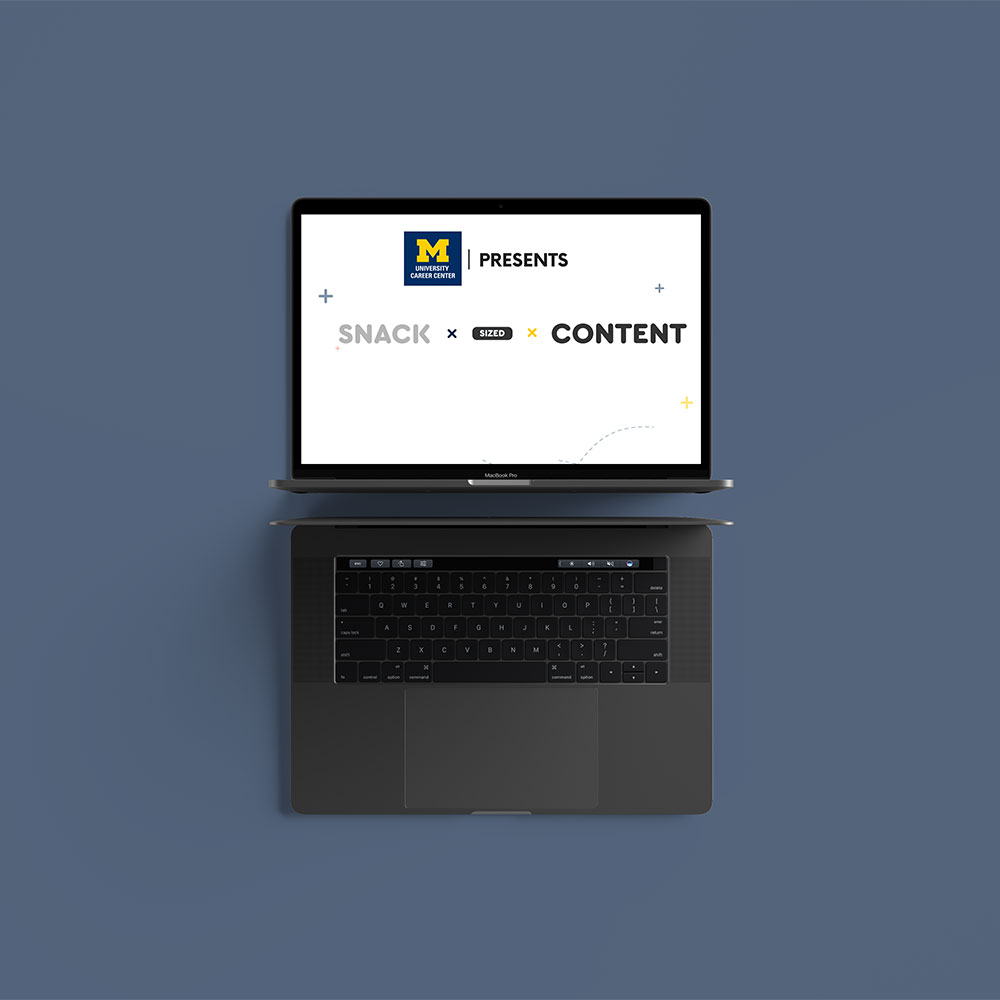 M
UNIVERSITY
CAREER CENTER
PRESENTS
SNACK × SIZED × CONTENT
MacBook Pro
esc
~ ! @ # $ % ^ & * ( ) _ +
` 1 2 3 4 5 6 7 8 9 0 - = delete
tab Q W E R T Y U I O P { [ } ] | \
caps lock A S D F G H J K L : ; " ' enter return
shift Z X C V B N M < , > . ? / shift
fn control alt option ⌘ command ⌘ command alt option